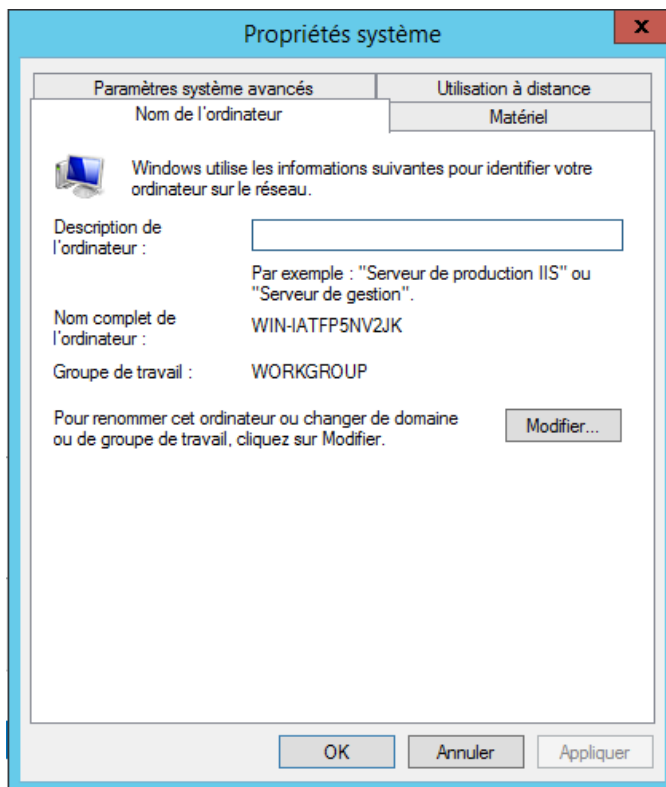 Propriétés système
x
Paramètres système avancés
Utilisation à distance
Nom de l'ordinateur
Matériel
Windows utilise les informations suivantes pour identifier votre
ordinateur sur le réseau.
Description de
l'ordinateur :
Par exemple : "Serveur de production IIS" ou
"Serveur de gestion".
Nom complet de
l'ordinateur :
WIN-IATFP5NV2JK
Groupe de travail :
WORKGROUP
Pour renommer cet ordinateur ou changer de domaine
ou de groupe de travail, cliquez sur Modifier.
Modifier...
OK
Annuler
Appliquer